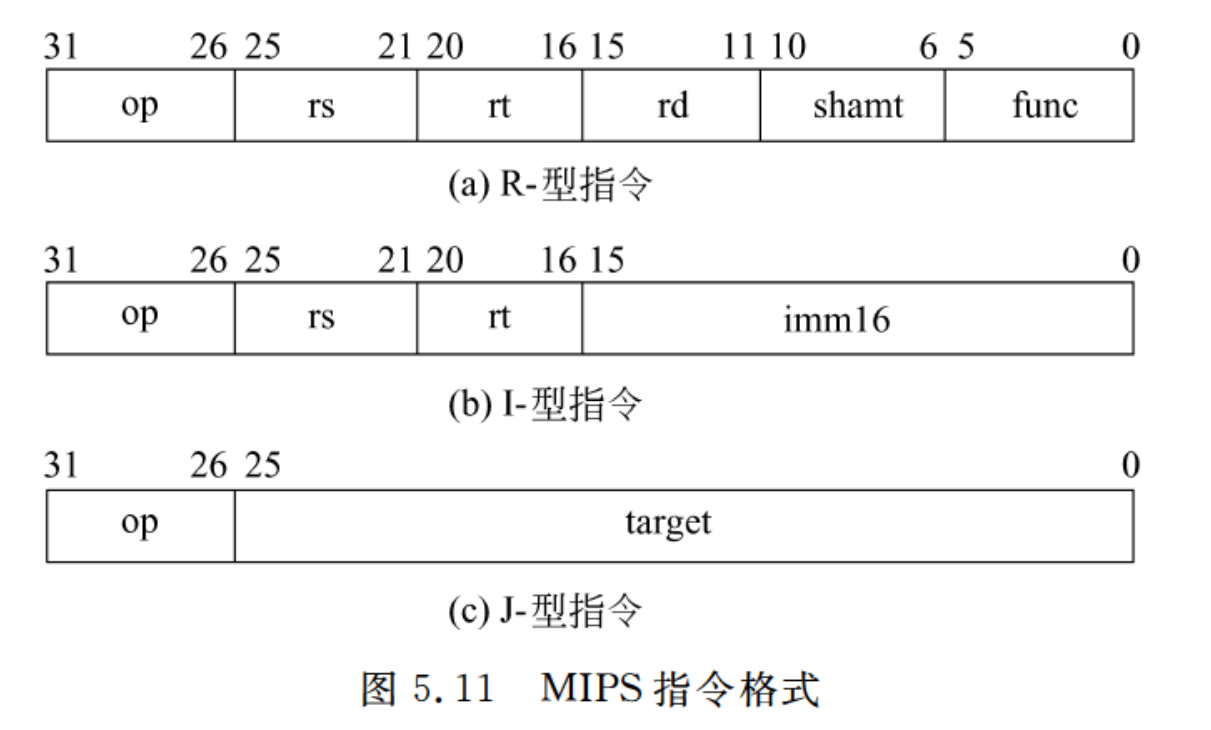 31 26 25 21 20 16 15 11 10 6 5 0
op rs rt rd shamt func
(a) R-型指令
31 26 25 21 20 16 15 0
op rs rt imm16
(b) I-型指令
31 26 25 0
op target
(c) J-型指令
图 5.11 MIPS 指令格式